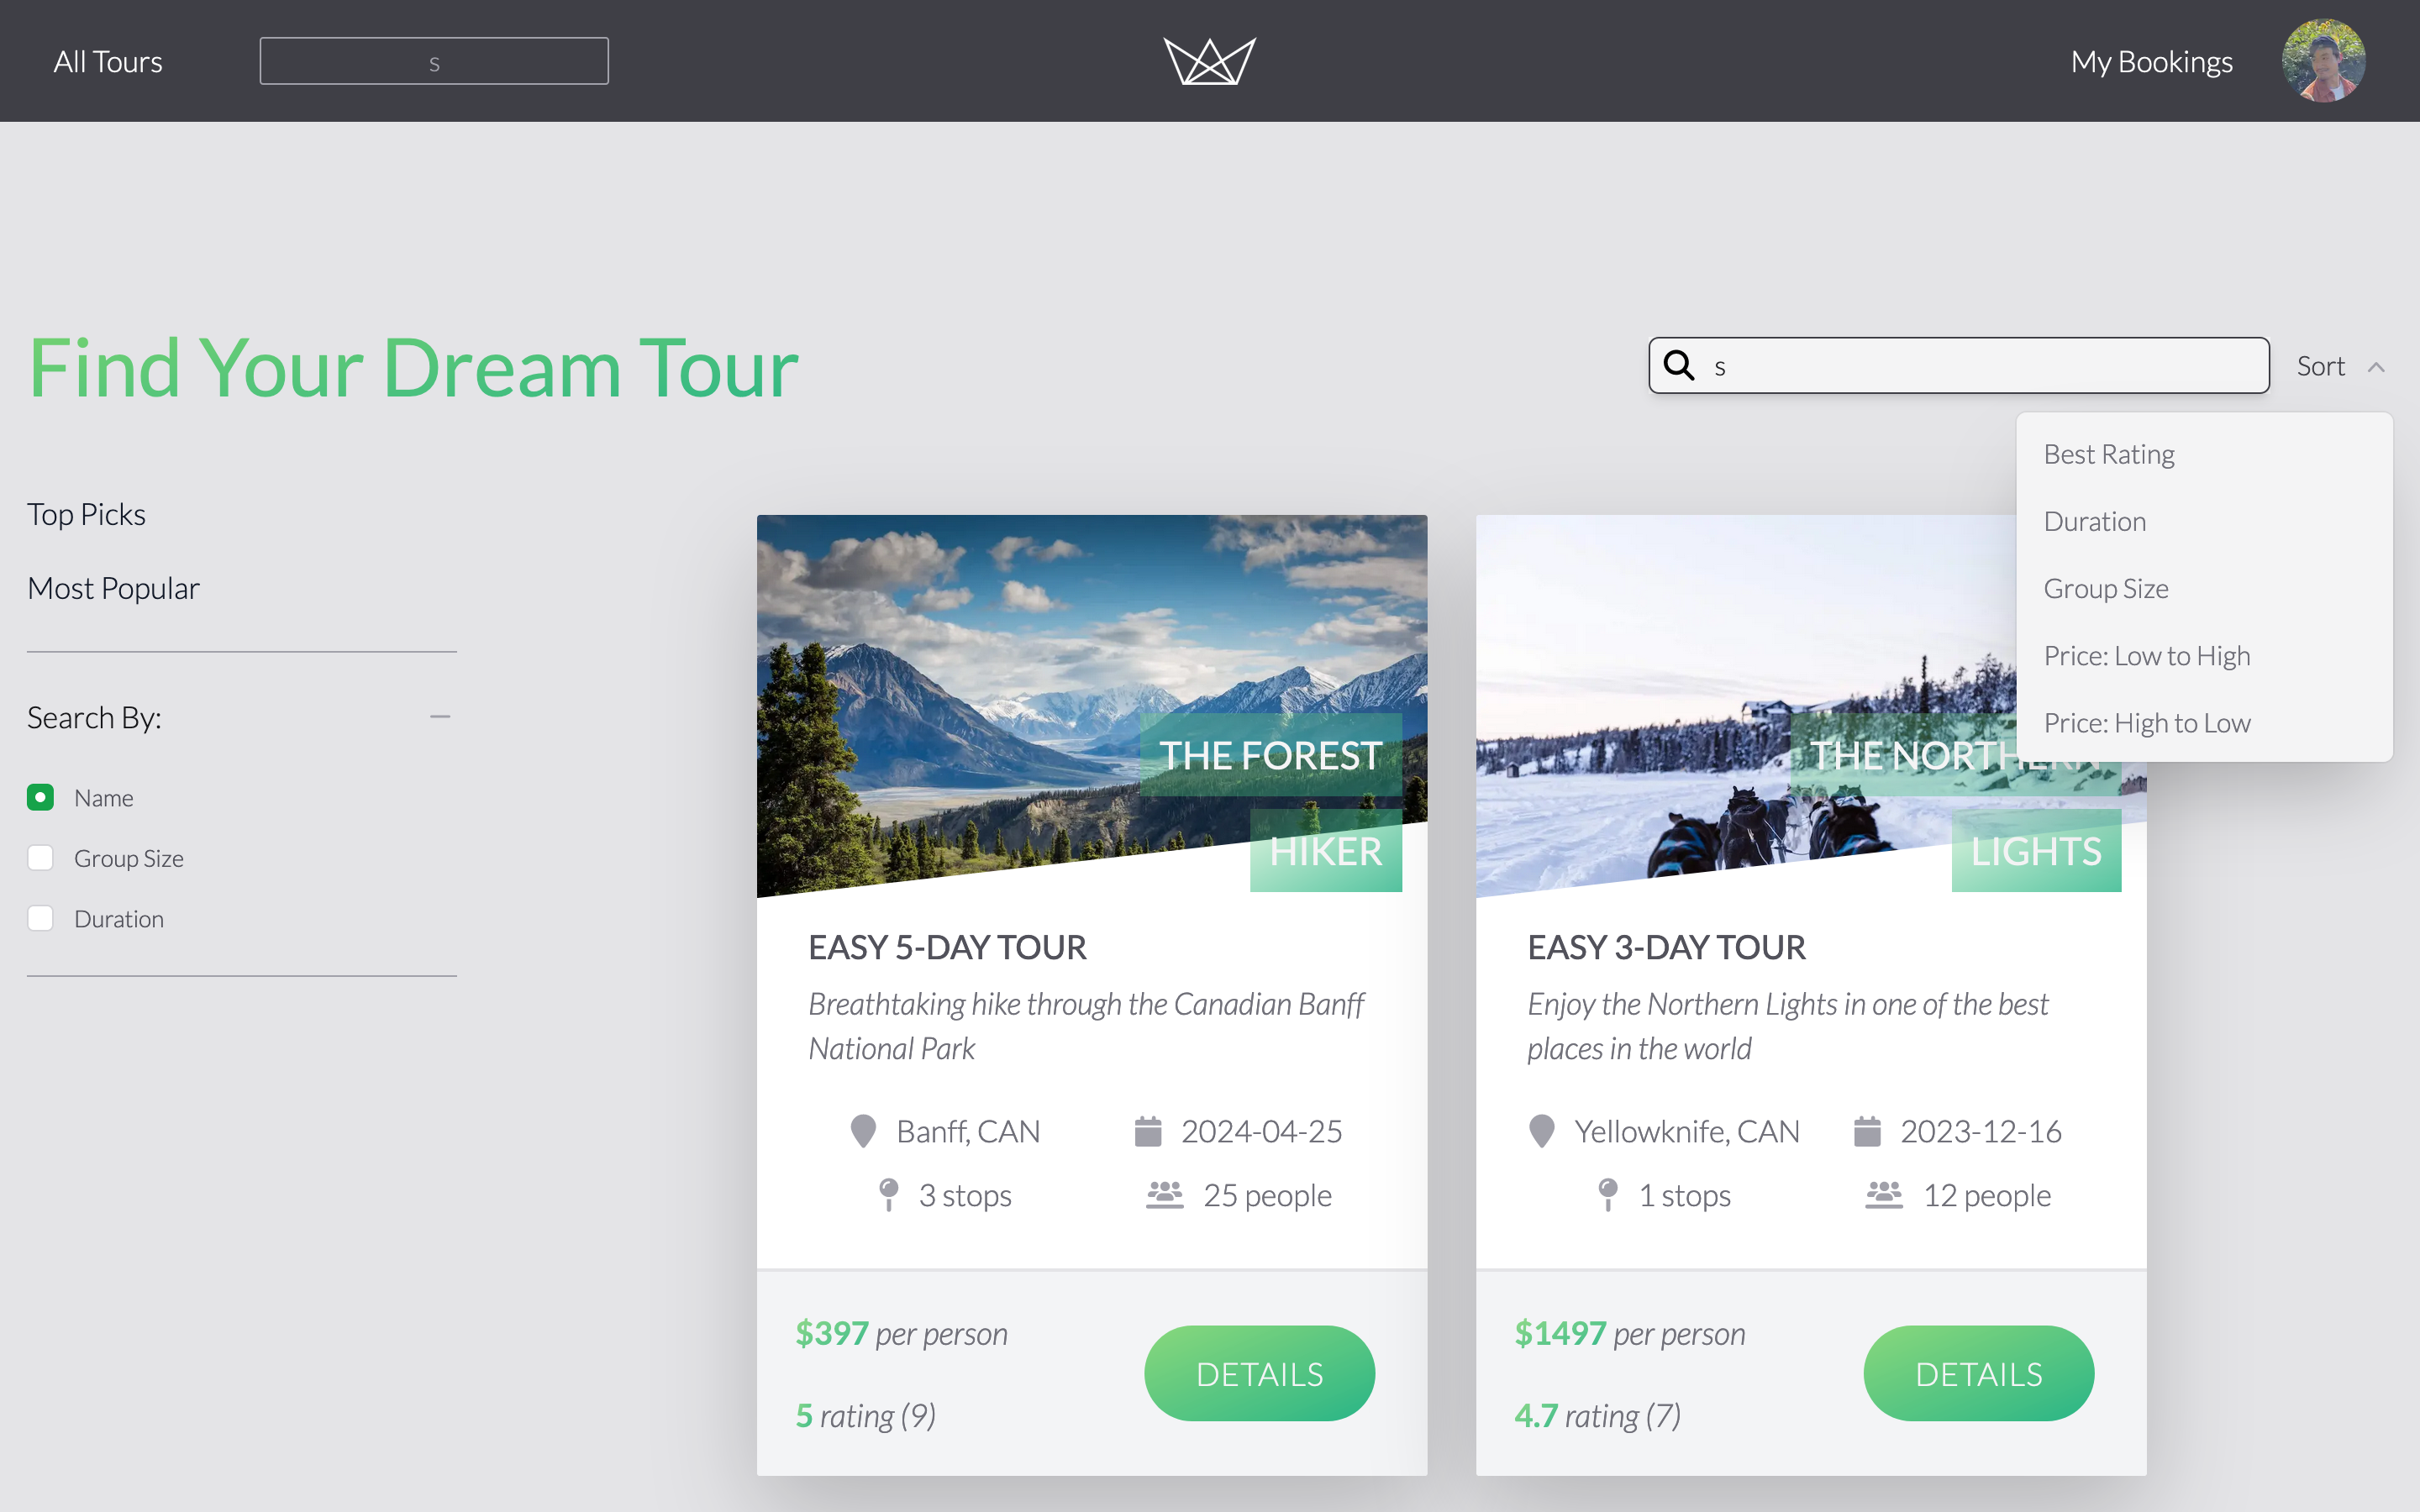 All Tours
s
My Bookings
Find Your Dream Tour
s
Sort
Best Rating
Duration
Group Size
Price: Low to High
Price: High to Low
Top Picks
Most Popular
Search By:
Name
Group Size
Duration
THE FOREST
HIKER
EASY 5-DAY TOUR
Breathtaking hike through the Canadian Banff
National Park
Banff, CAN
2024-04-25
3 stops
25 people
$397 per person
5 rating (9)
DETAILS
THE NORTHERN
LIGHTS
EASY 3-DAY TOUR
Enjoy the Northern Lights in one of the best
places in the world
Yellowknife, CAN
2023-12-16
1 stops
12 people
$1497 per person
4.7 rating (7)
DETAILS